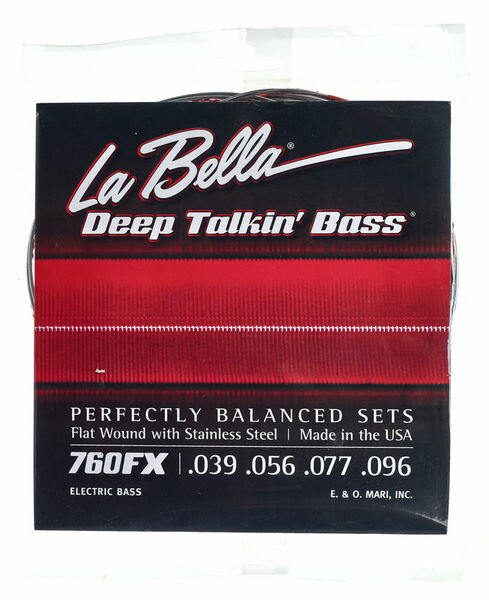 La Bella®
Deep Talkin' Bass®
PERFECTLY BALANCED SETS
Flat Wound with Stainless Steel | Made in the USA
760FX | .039 .056 .077 .096
ELECTRIC BASS E. & O. MARI, INC.